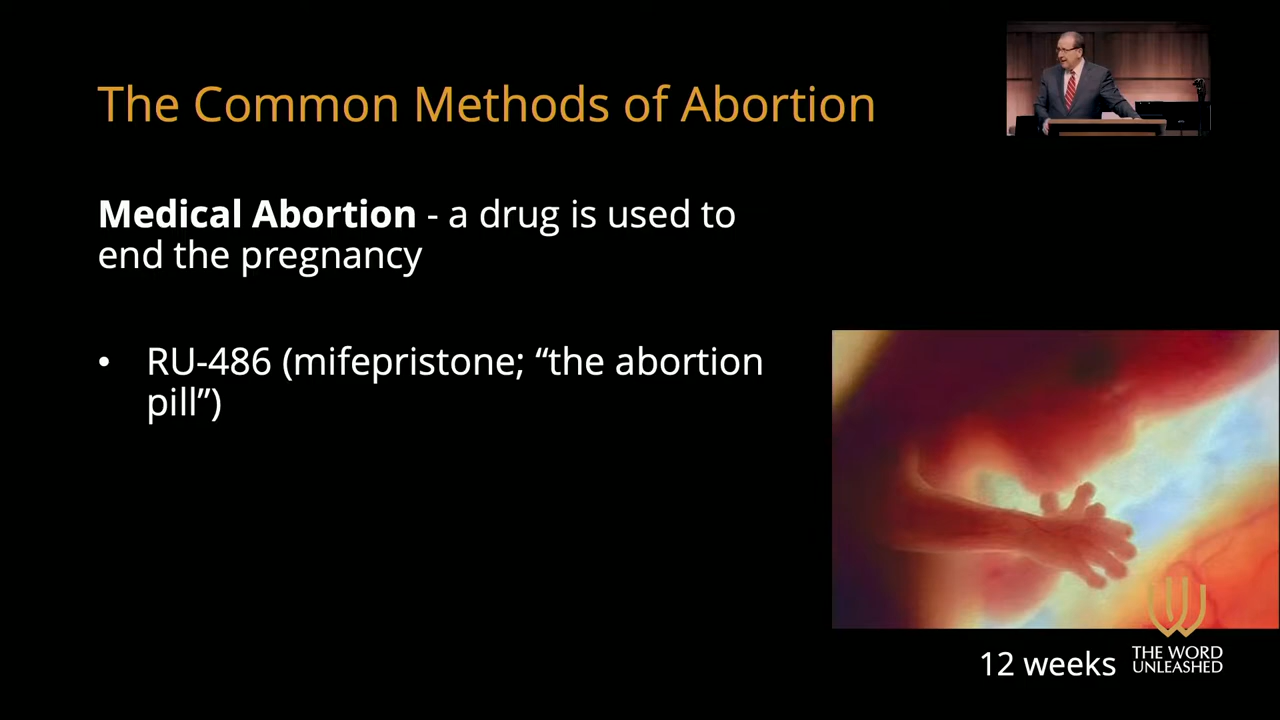 The Common Methods of Abortion
Medical Abortion - a drug is used to
end the pregnancy
• RU-486 (mifepristone; “the abortion
pill”)
12 weeks
THE WORD
UNLEASHED